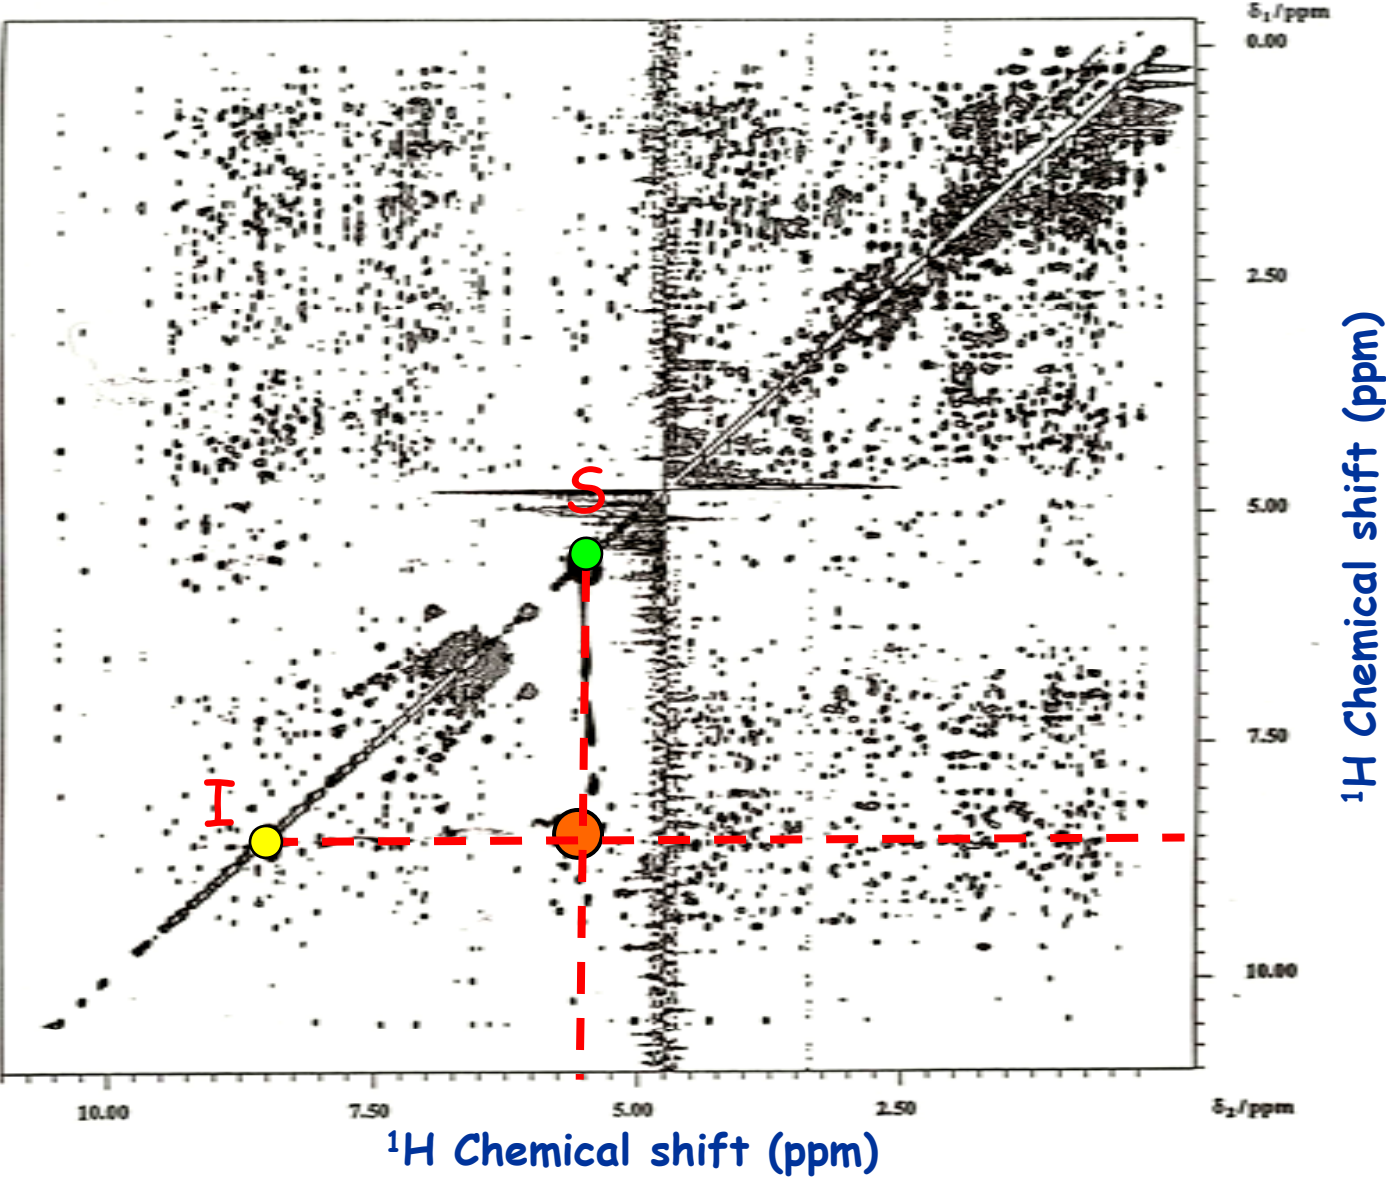 δ₁/ppm
0.00
2.50
S
5.00
7.50
I
10.00
10.00 7.50 5.00 2.50 δ₂/ppm
¹H Chemical shift (ppm)
¹H Chemical shift (ppm)